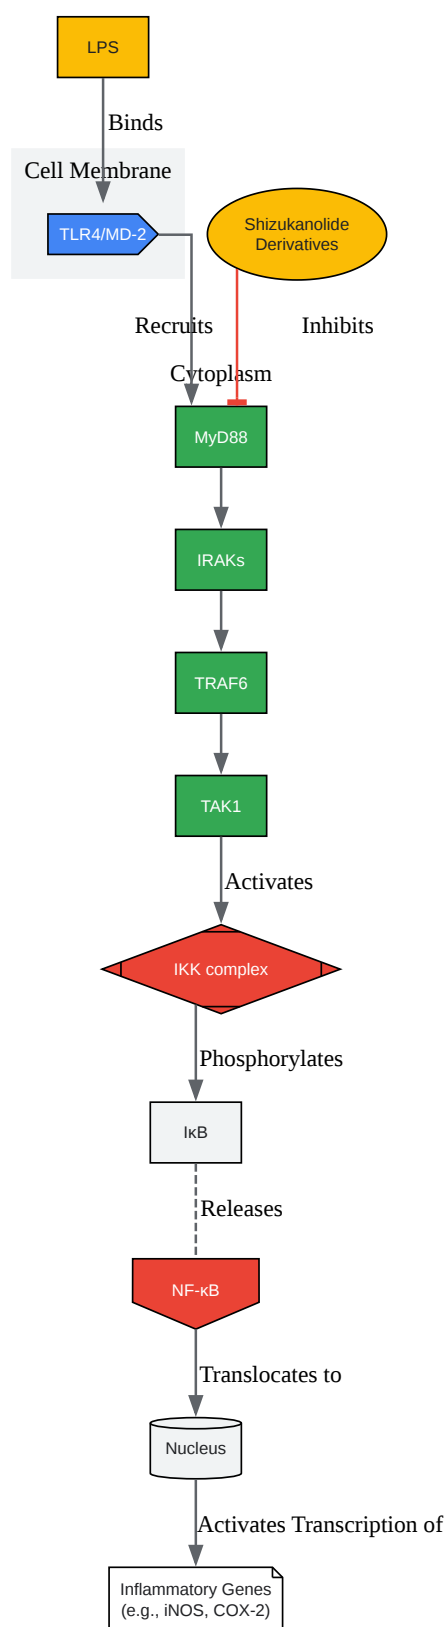 LPS
Binds
Cell Membrane
TLR4/MD-2
Shizukanolide
Derivatives
Recruits
Inhibits
Cytoplasm
MyD88
IRAKs
TRAF6
TAK1
Activates
IKK complex
Phosphorylates
IκB
Releases
NF-κB
Translocates to
Nucleus
Activates Transcription of
Inflammatory Genes
(e.g., iNOS, COX-2)